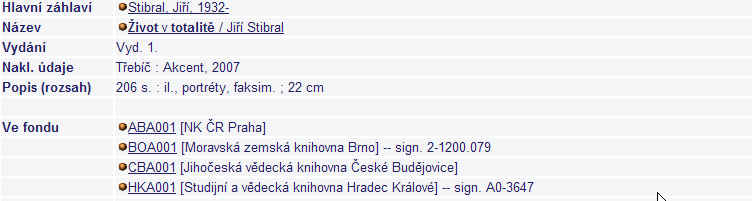 Hlavní záhlaví Stibral, Jiří, 1932-
Název Život v totalitě / Jiří Stibral
Vydání Vyd. 1.
Nakl. údaje Třebíč : Akcent, 2007
Popis (rozsah) 206 s. : il., portréty, faksim. ; 22 cm
Ve fondu ABA001 [NK ČR Praha]
BOA001 [Moravská zemská knihovna Brno] -- sign. 2-1200.079
CBA001 [Jihočeská vědecká knihovna České Budějovice]
HKA001 [Studijní a vědecká knihovna Hradec Králové] -- sign. A0-3647